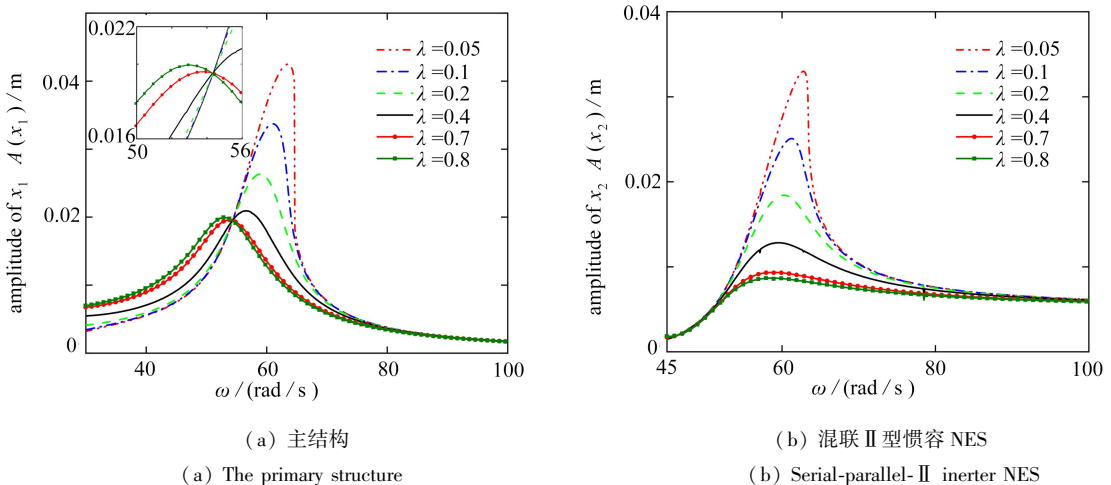 amplitude of x₁ A(x₁)/m
0.04
0.02
0
0.022
0.016
50
56
λ=0.05
λ=0.1
λ=0.2
λ=0.4
λ=0.7
λ=0.8
40
60
80
100
ω/(rad/s)
(a) 主结构
(a) The primary structure
amplitude of x₂ A(x₂)/m
0.04
0.02
0
λ=0.05
λ=0.1
λ=0.2
λ=0.4
λ=0.7
λ=0.8
45
60
80
100
ω/(rad/s)
(b) 混联Ⅱ型惯容 NES
(b) Serial-parallel-Ⅱ inerter NES